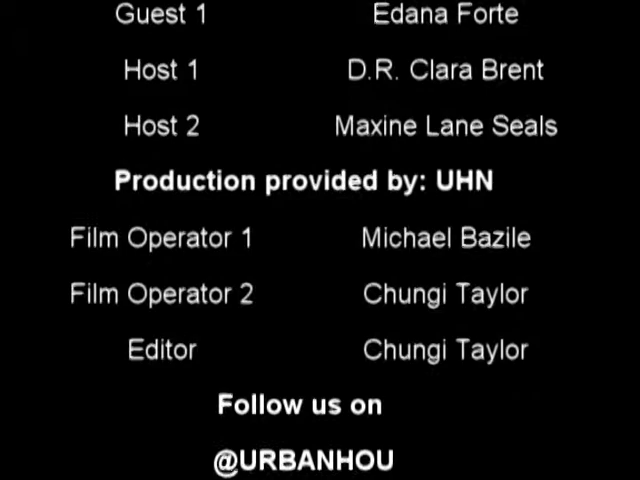 Guest 1 Edana Forte
Host 1 D.R. Clara Brent
Host 2 Maxine Lane Seals
Production provided by: UHN
Film Operator 1 Michael Bazile
Film Operator 2 Chungi Taylor
Editor Chungi Taylor
Follow us on
@URBANHOU